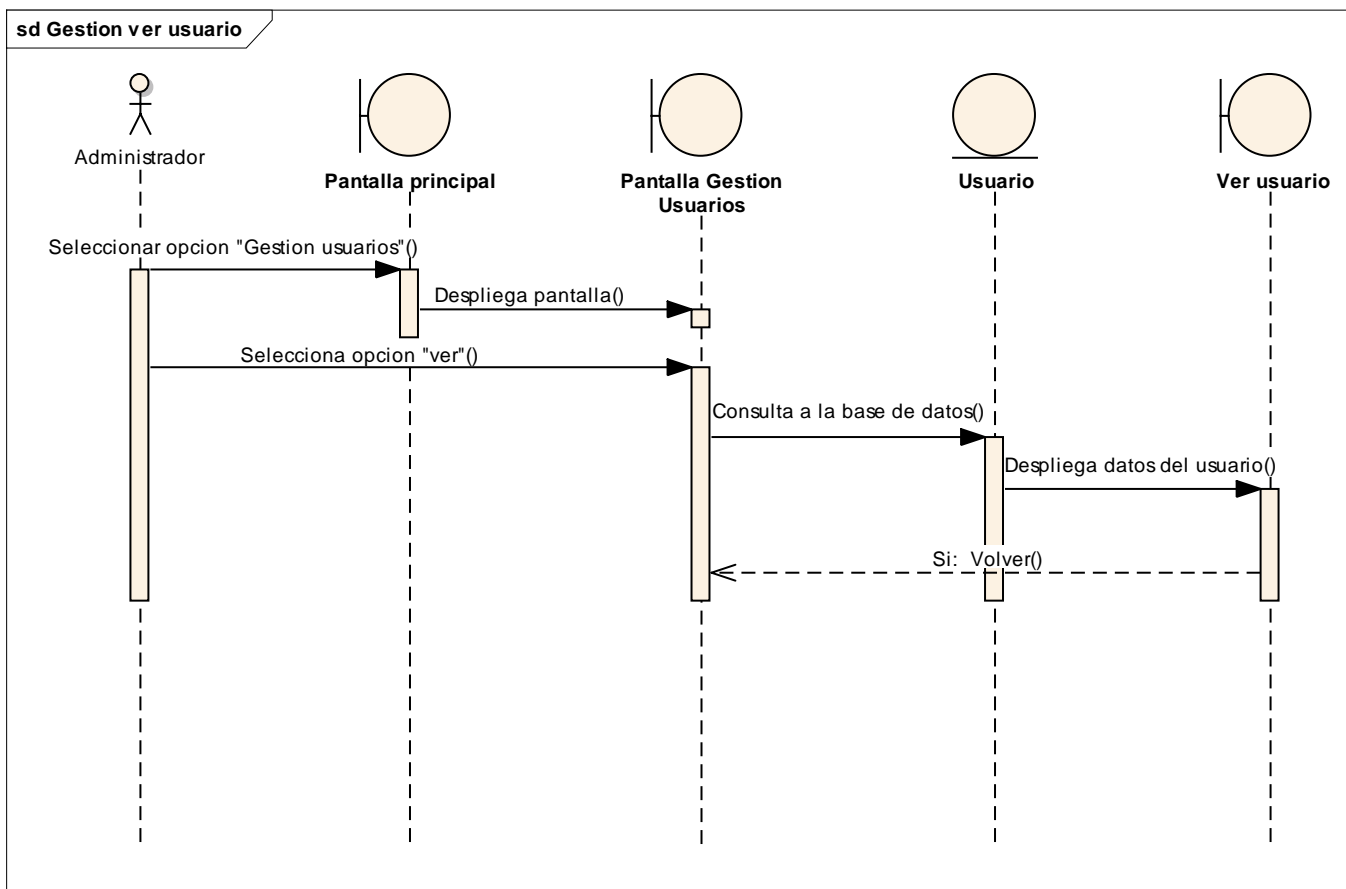 sd Gestion ver usuario
Administrador
Pantalla principal
Pantalla Gestion
Usuarios
Usuario
Ver usuario
Seleccionar opcion "Gestion usuarios"()
Despliega pantalla()
Selecciona opcion "ver"()
Consulta a la base de datos()
Despliega datos del usuario()
Si: Volver()